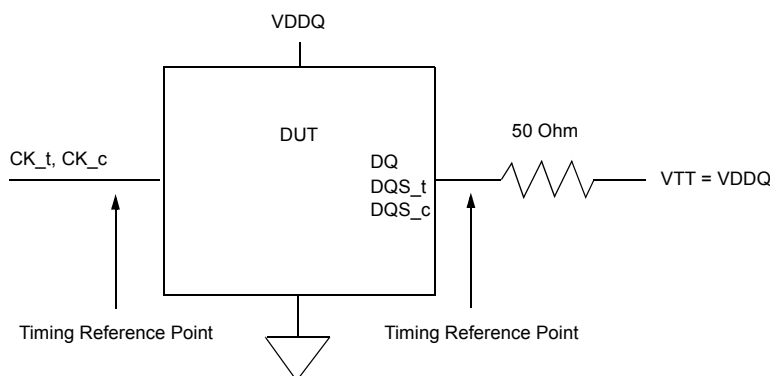 VDDQ
DUT
50 Ohm
CK_t, CK_c
DQ
DQS_t
DQS_c
VTT = VDDQ
Timing Reference Point
Timing Reference Point